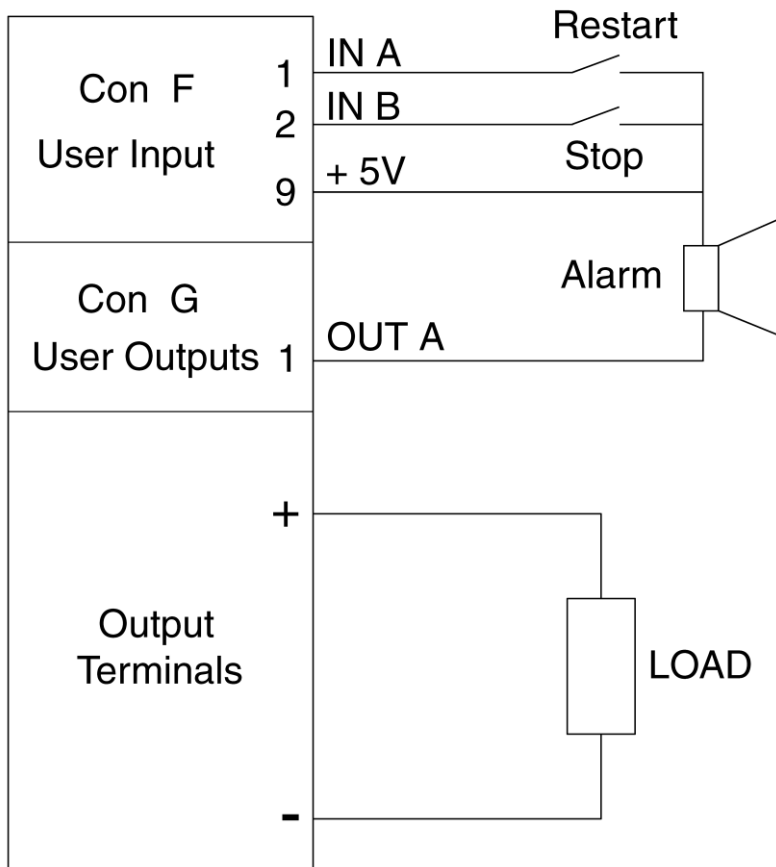 Restart
Con F
User Input
1 IN A
2 IN B
Stop
9 + 5V
Alarm
Con G
User Outputs 1 OUT A
+
Output
Terminals
LOAD
-